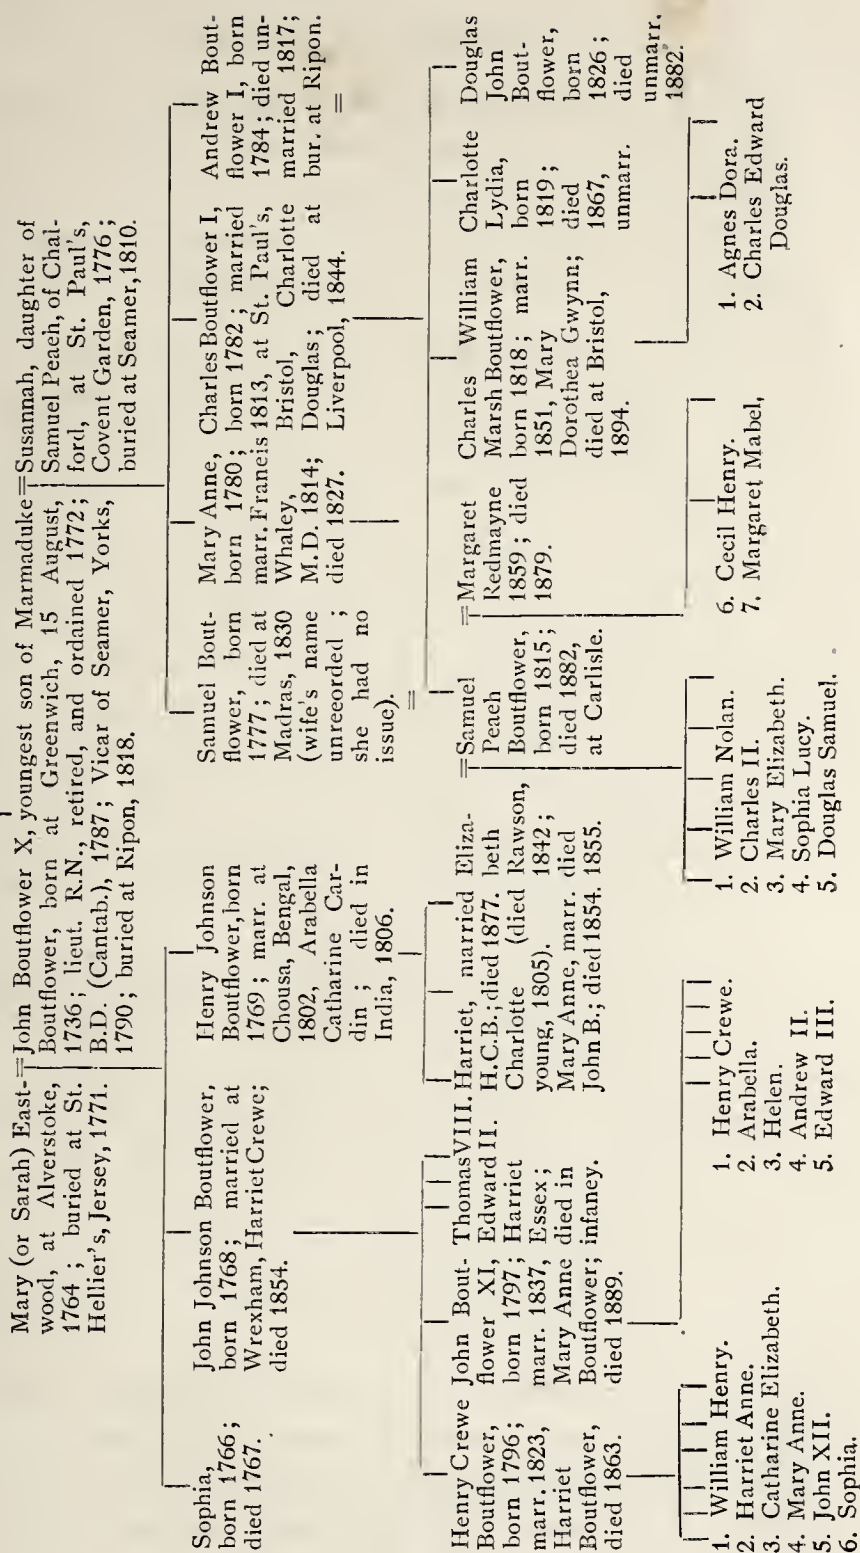 Mary (or Sarah) East-
wood, at Alverstoke,
1764 ; buried at St.
Hellier's, Jersey, 1771.
=John Boutflower X, youngest son of Marmaduke=
Boutflower, born at Greenwich, 15 August,
1736 ; lieut. R.N., retired, and ordained 1772 ;
B.D. (Cantab.), 1787 ; Vicar of Seamer, Yorks,
1790 ; buried at Ripon, 1818.
Susannah, daughter of
Samuel Peach, of Chal-
ford, at St. Paul's,
Covent Garden, 1776 ;
buried at Seamer, 1810.
Sophia,
born 1766 ;
died 1767.
John Johnson Boutflower,
born 1768 ; married at
Wrexham, Harriet Crewe;
died 1854.
Henry Johnson
Boutflower, born
1769 ; marr. at
Chousa, Bengal,
1802, Arabella
Catharine Car-
din ; died in
India, 1806.
Samuel Bout-
flower, born
1777 ; died at
Madras, 1830
(wife's name
unrecorded ;
she had no
issue).
=
Mary Anne,
born 1780 ;
marr. Francis
Whaley,
M.D. 1814;
died 1827.
Charles Boutflower I,
born 1782 ; married
1813, at St. Paul's,
Bristol, Charlotte
Douglas ; died at
Liverpool, 1844.
Andrew Bout-
flower I, born
1784 ; died un-
married 1817;
bur. at Ripon.
=
Henry Crewe
Boutflower,
born 1796 ;
marr. 1823,
Harriet
Boutflower,
died 1863.
John Bout-
flower XI,
born 1797 ;
marr. 1837,
Mary Anne
Boutflower;
died 1889.
Thomas VIII.
Edward II.
Harriet
Essex ;
died in
infancy.
Harriet, married
H.C.B.; died 1877.
Charlotte (died
young, 1805).
Mary Anne, marr.
John B.; died 1854.
Eliza-
beth
Rawson,
1842 ;
died
1855.
=Samuel
Peach
Boutflower,
born 1815 ;
died 1882,
at Carlisle.
=Margaret
Redmayne
1859 ; died
1879.
Charles William
Marsh Boutflower,
born 1818 ; marr.
1851, Mary
Dorothea Gwynn;
died at Bristol,
1894.
Charlotte
Lydia,
born
1819 ;
died
1867,
unmarr.
Douglas
John
Bout-
flower,
born
1826 ;
died
unmarr.
1882.
1. William Henry.
2. Harriet Anne.
3. Catharine Elizabeth.
4. Mary Anne.
5. John XII.
6. Sophia.
1. Henry Crewe.
2. Arabella.
3. Helen.
4. Andrew II.
5. Edward III.
1. William Nolan.
2. Charles II.
3. Mary Elizabeth.
4. Sophia Lucy.
5. Douglas Samuel.
6. Cecil Henry.
7. Margaret Mabel,
1. Agnes Dora.
2. Charles Edward
Douglas.